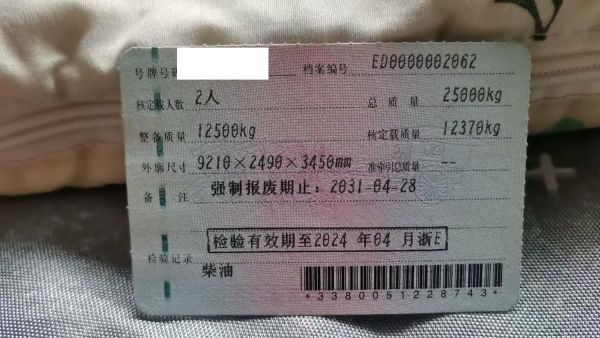 号牌号码 档案编号 ED0000002062
核定载人数 2人 总质量 25000kg
整备质量 12500kg 核定载质量 12370kg
外廓尺寸 9210×2490×3450mm 准牵引总质量 --
备注 强制报废期止：2031-04-28
检验有效期至2024 年04 月浙E
检验记录
柴油
*3380051228743*